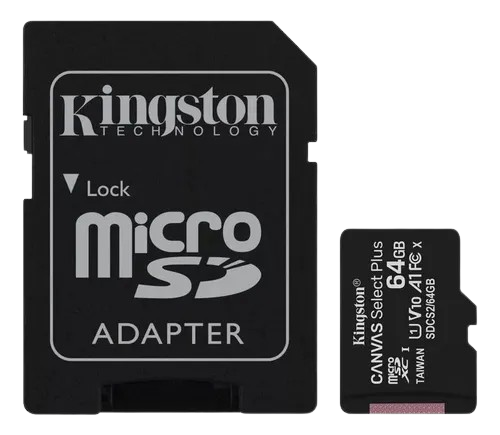 Kingston
TECHNOLOGY
Lock
micro
SD
ADAPTER
Kingston®
CANVAS Select Plus
64GB
micro SD XC I
U1 V10 A1 FC X
TAIWAN
SDCS2/64GB